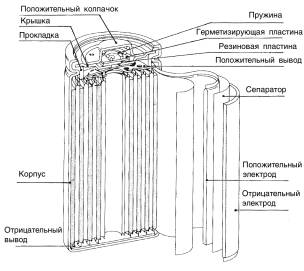 Положительный колпачок
Крышка
Прокладка
Пружина
Герметизирующая пластина
Резиновая пластина
Положительный вывод
Сепаратор
Корпус
Положительный
электрод
Отрицательный
электрод
Отрицательный
вывод